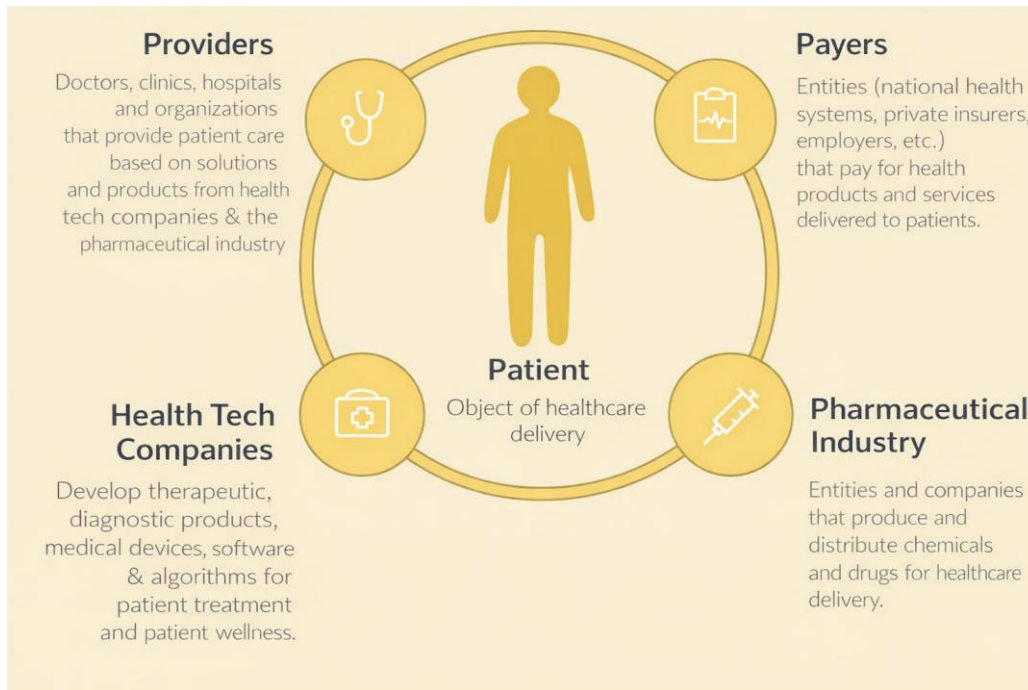 Providers
Doctors, clinics, hospitals
and organizations
that provide patient care
based on solutions
and products from health
tech companies & the
pharmaceutical industry
Payers
Entities (national health
systems, private insurers,
employers, etc.)
that pay for health
products and services
delivered to patients.
Patient
Object of healthcare
delivery
Health Tech
Companies
Develop therapeutic,
diagnostic products,
medical devices, software
& algorithms for
patient treatment
and patient wellness.
Pharmaceutical
Industry
Entities and companies
that produce and
distribute chemicals
and drugs for healthcare
delivery.